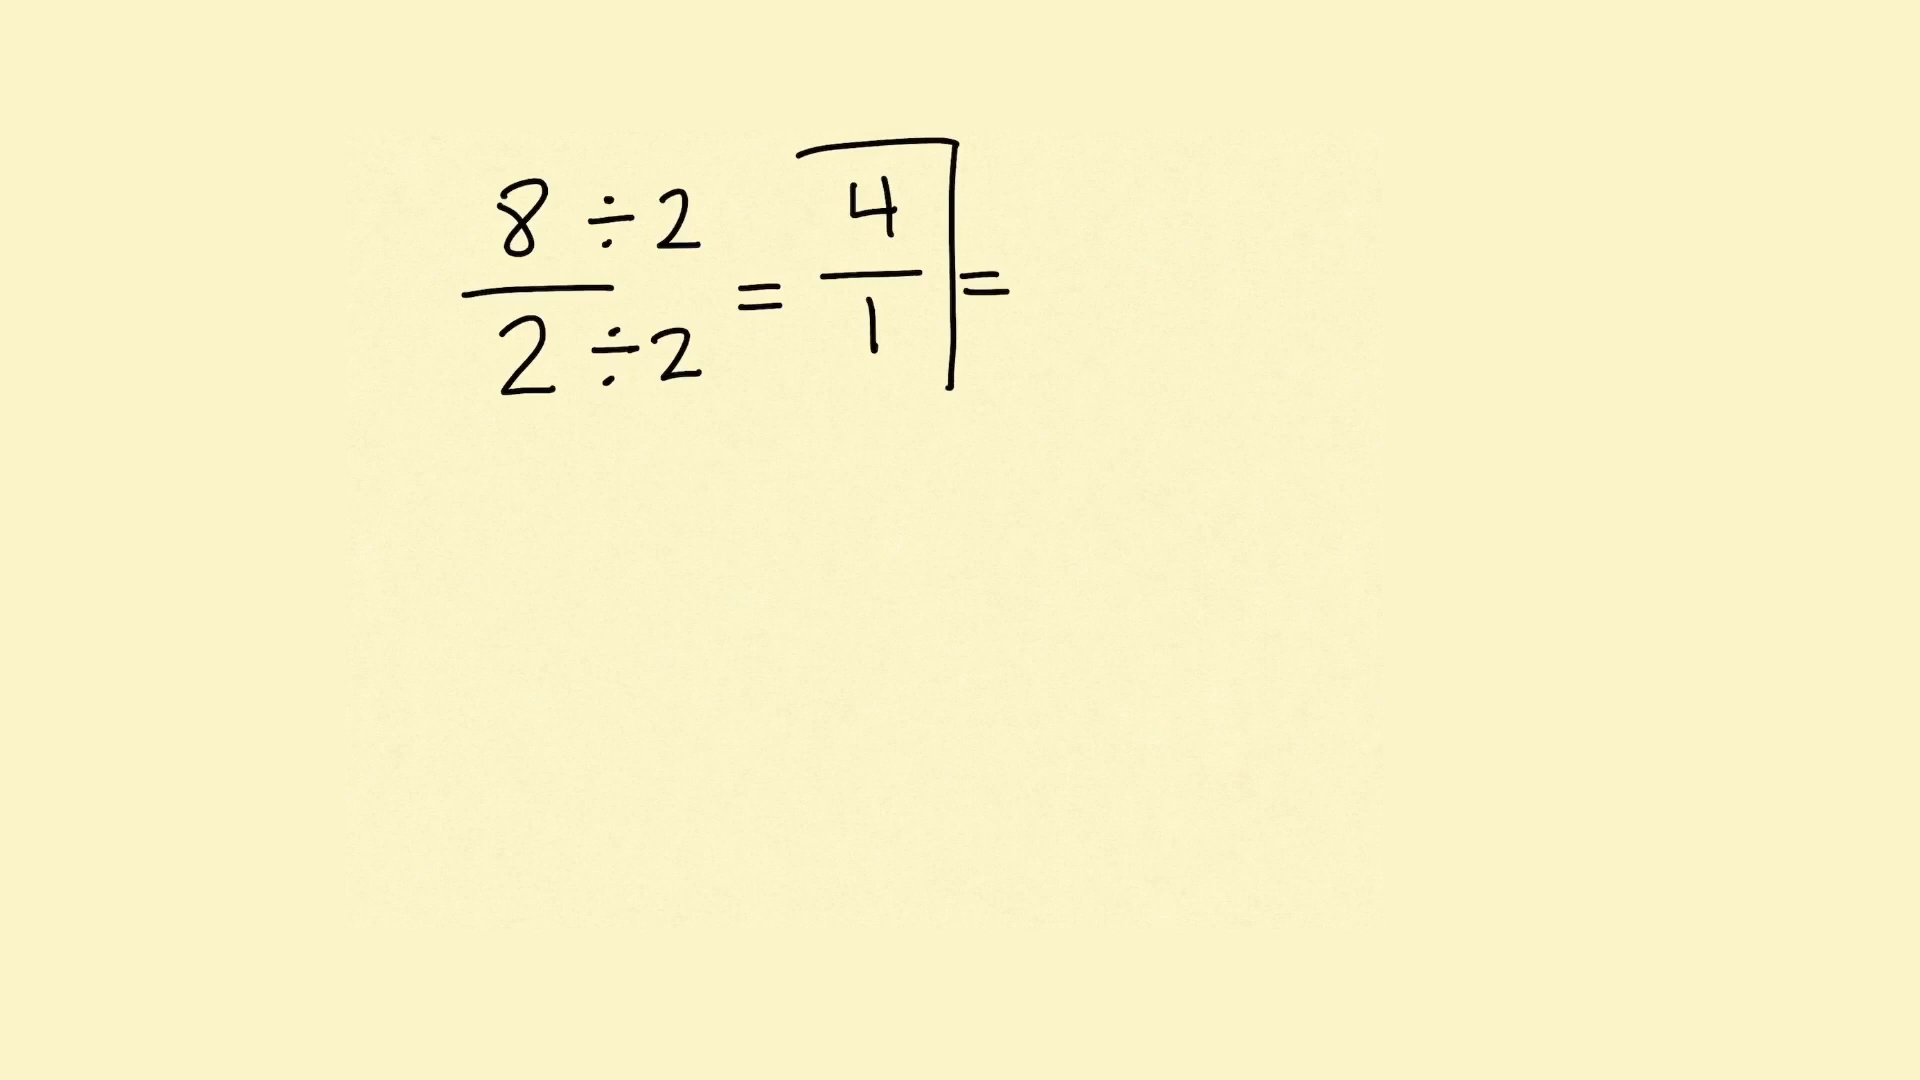 8 ÷ 2
——— = 4/1 =
2 ÷ 2